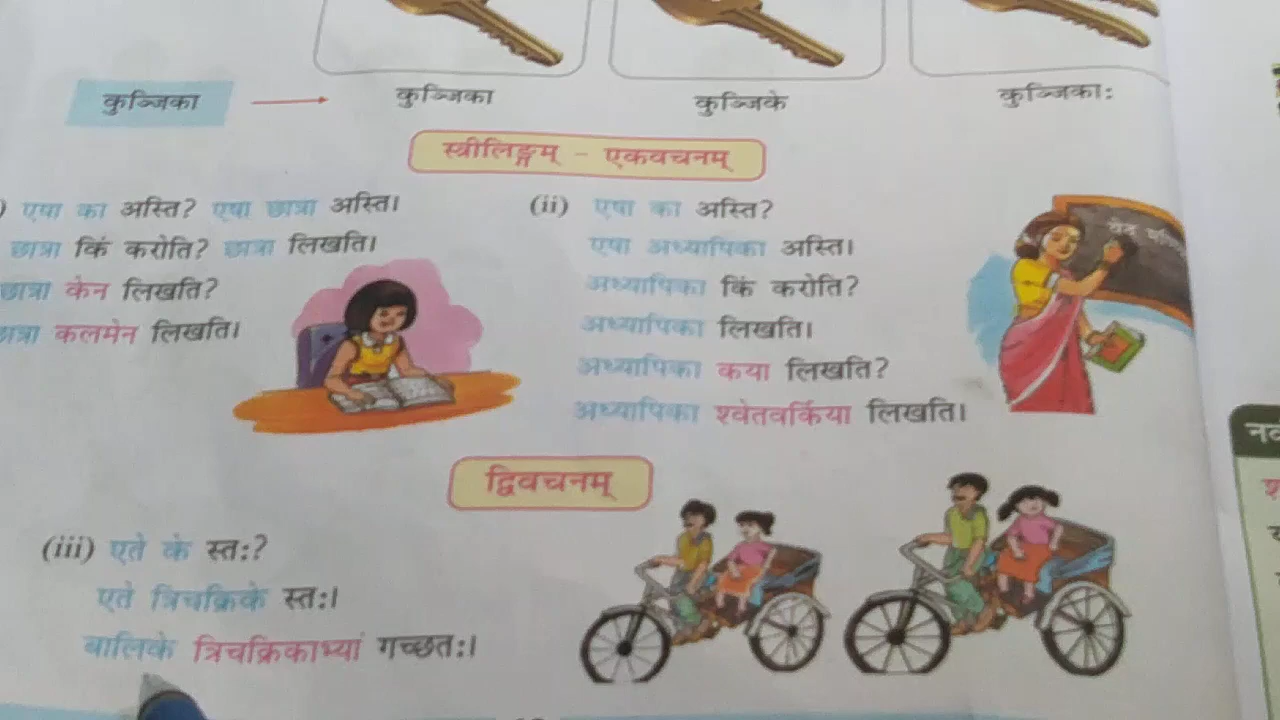 कुञ्जिका
कुञ्जिका
कुञ्जिके
कुञ्जिकाः
स्त्रीलिङ्गम् - एकवचनम्
एषा का अस्ति? एषा छात्रा अस्ति।
छात्रा किं करोति? छात्रा लिखति।
छात्रा केन लिखति?
छात्रा कलमेन लिखति।
(ii) एषा का अस्ति?
एषा अध्यापिका अस्ति।
अध्यापिका किं करोति?
अध्यापिका लिखति।
अध्यापिका कया लिखति?
अध्यापिका श्वेतवर्किया लिखति।
द्विवचनम्
(iii) एते के स्तः?
एते त्रिचक्रिके स्तः।
बालिके त्रिचक्रिकाभ्यां गच्छतः।